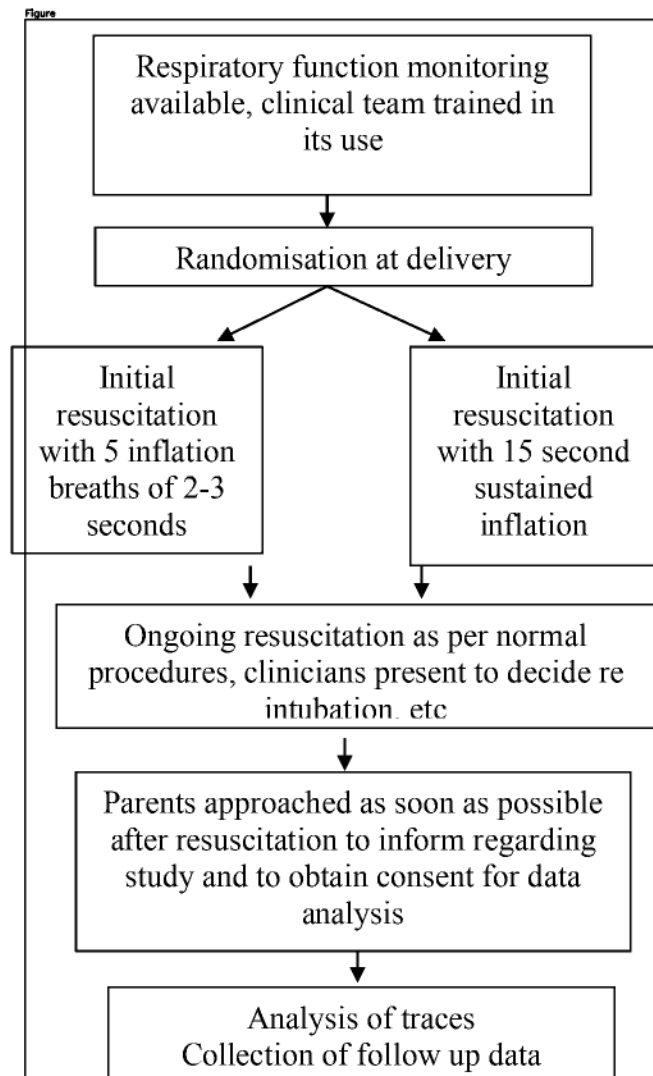 Figure
Respiratory function monitoring
available, clinical team trained in
its use
Randomisation at delivery
Initial
resuscitation
with 5 inflation
breaths of 2-3
seconds
Initial
resuscitation
with 15 second
sustained
inflation
Ongoing resuscitation as per normal
procedures, clinicians present to decide re
intubation, etc
Parents approached as soon as possible
after resuscitation to inform regarding
study and to obtain consent for data
analysis
Analysis of traces
Collection of follow up data